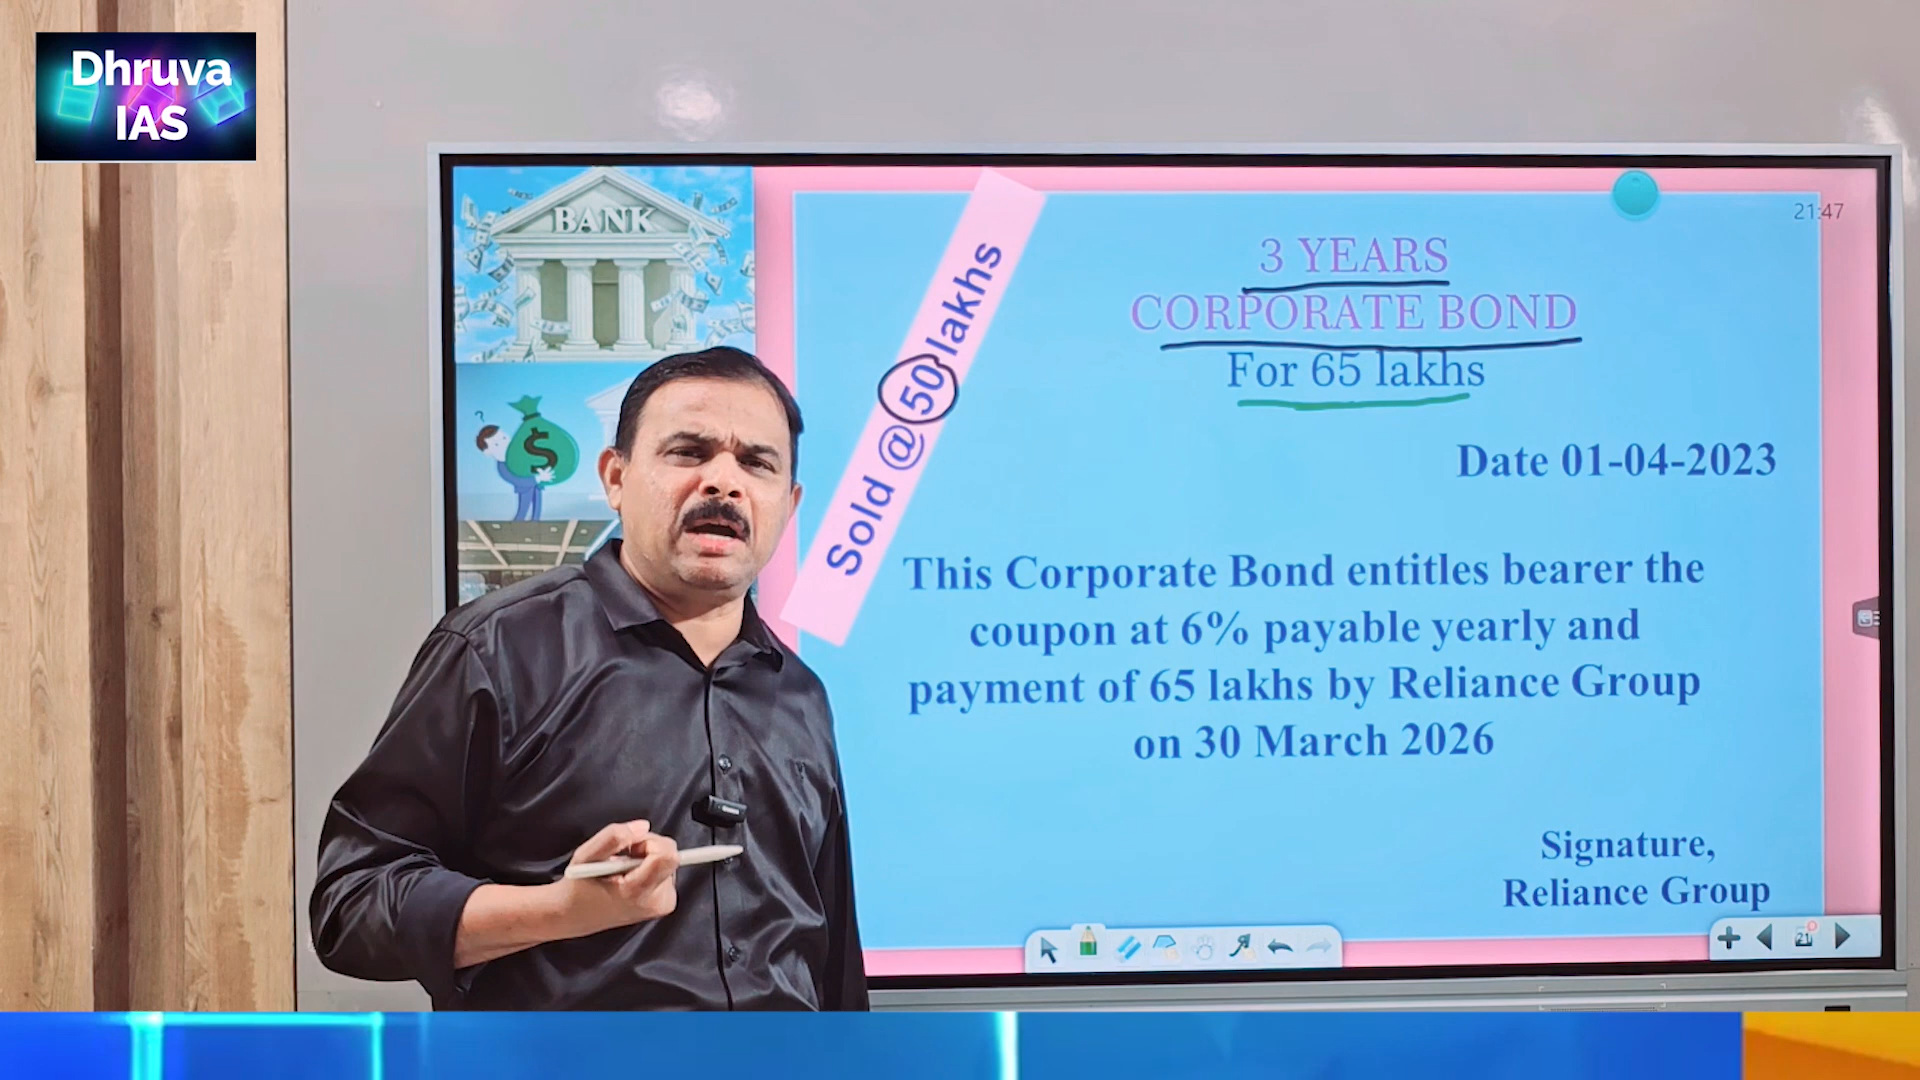 Dhruva
IAS
BANK
$
?
Sold @ 50 lakhs
21:47
3 YEARS
CORPORATE BOND
For 65 lakhs
Date 01-04-2023
This Corporate Bond entitles bearer the
coupon at 6% payable yearly and
payment of 65 lakhs by Reliance Group
on 30 March 2026
Signature,
Reliance Group
21